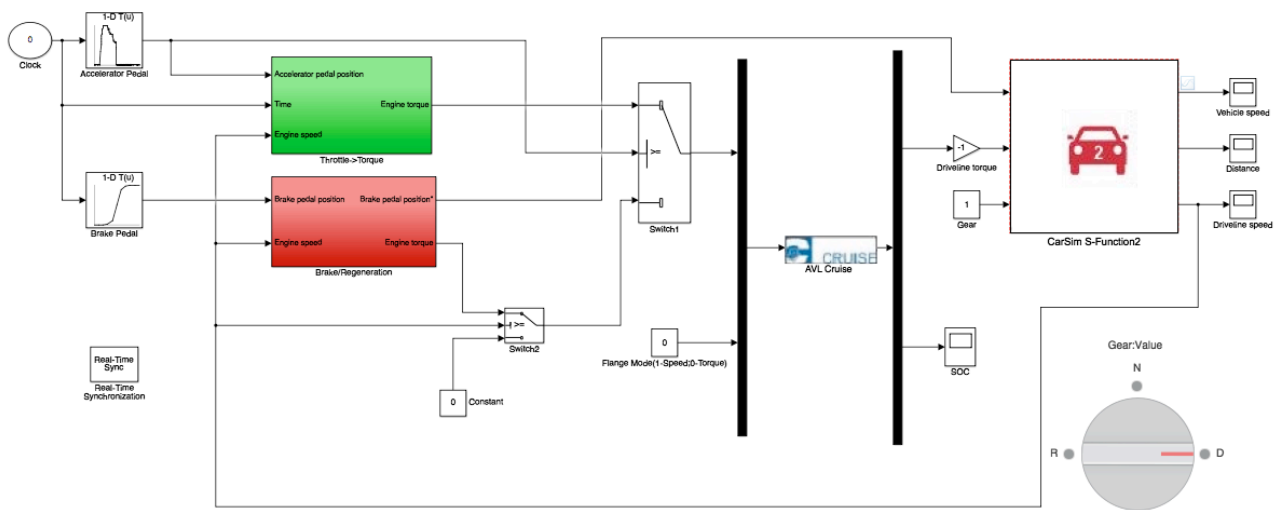 0
Clock
1-D T(u)
Accelerator Pedal
1-D T(u)
Brake Pedal
Accelerator pedal position
Time
Engine speed
Engine torque
Throttle->Torque
Brake pedal position
Engine speed
Brake pedal position*
Engine torque
Brake/Regeneration
>=
Switch1
>=
Switch2
0
Constant
0
Flange Mode(1-Speed;0-Torque)
Real-Time
Sync
Real-Time
Synchronization
CRUISE
AVL Cruise
SOC
-1
Driveline torque
1
Gear
2
CarSim S-Function2
Vehicle speed
Distance
Driveline speed
Gear:Value
N
R
D